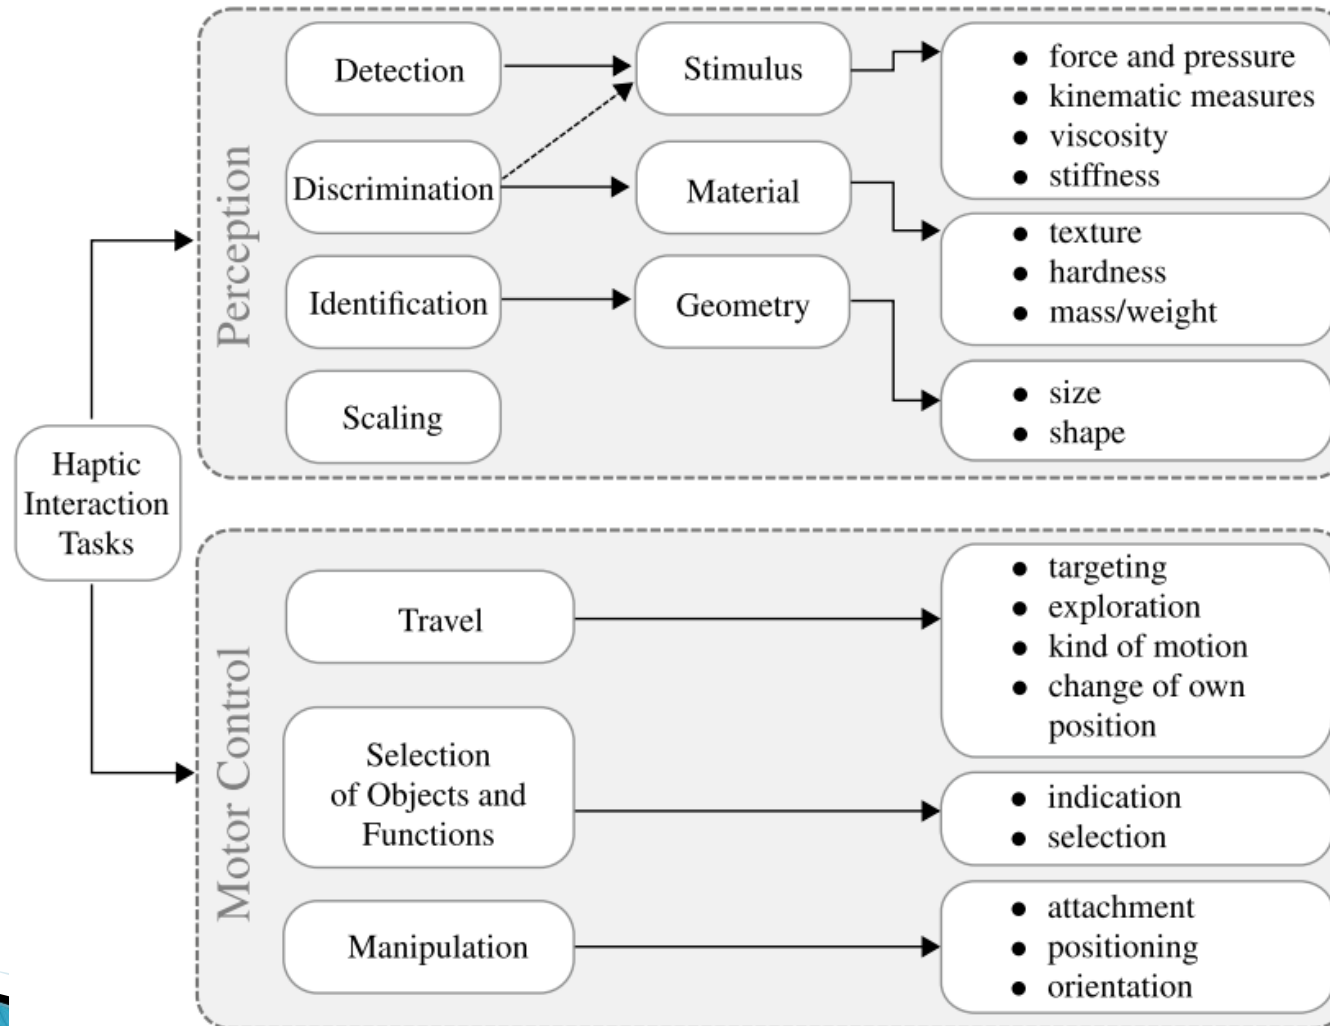 Haptic
Interaction
Tasks
Perception
Detection
Stimulus
● force and pressure
● kinematic measures
● viscosity
● stiffness
Discrimination
Material
● texture
● hardness
● mass/weight
Identification
Geometry
● size
● shape
Scaling
Motor Control
Travel
● targeting
● exploration
● kind of motion
● change of own
position
Selection
of Objects and
Functions
● indication
● selection
Manipulation
● attachment
● positioning
● orientation